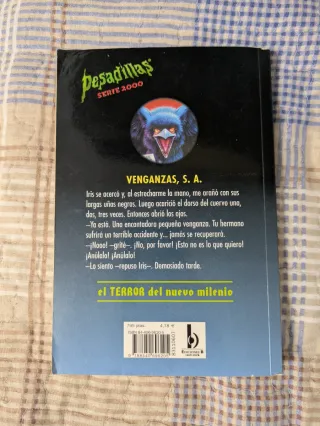 Pesadillas
SERIE 2000
VENGANZAS, S. A.
Iris se acercó y, al estrecharme la mano, me arañó con sus
largas uñas negras. Luego acarició el dorso del cuervo una,
dos, tres veces. Entonces abrió los ojos.
–Ya está. Una encantadora pequeña venganza. Tu hermano
sufrirá un terrible accidente y... jamás se recuperará.
–¡Nooo! –grité–. ¡No, por favor! ¡Esto no es lo que quería!
¡Anúlalo! ¡Anúlalo!
–Lo siento –repuso Iris–. Demasiado tarde.
el TERROR del nuevo milenio